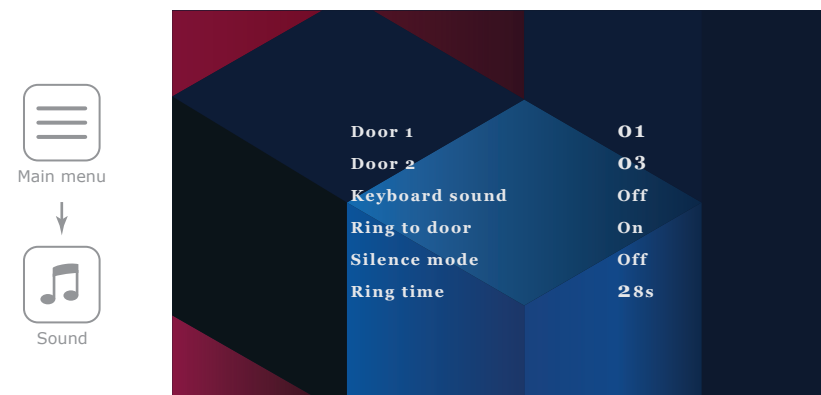 Main menu
Sound
Door 1 01
Door 2 03
Keyboard sound Off
Ring to door On
Silence mode Off
Ring time 28s